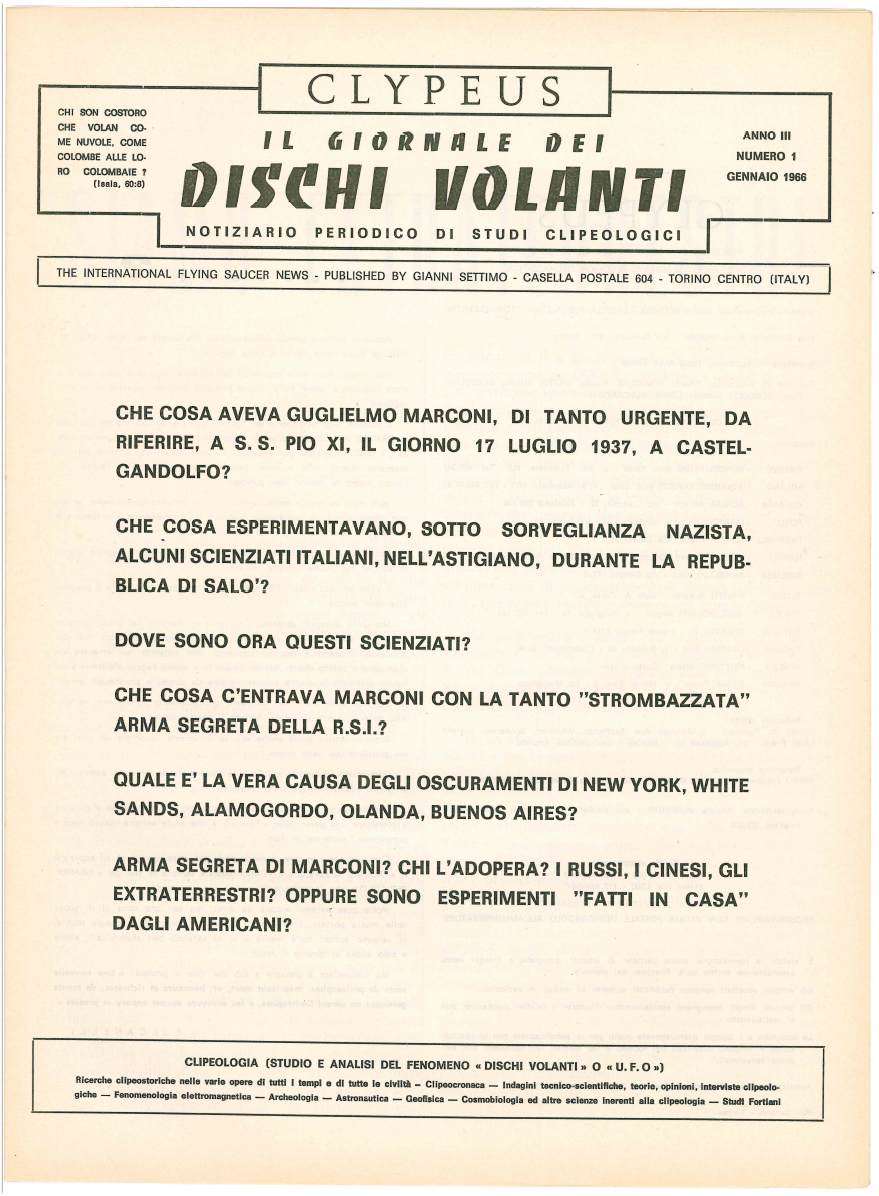 CLYPEUS
CHI SON COSTORO
CHE VOLAN CO-
ME NUVOLE, COME
COLOMBE ALLE LO-
RO COLOMBAIE ?
(Isaia, 60:8)
IL GIORNALE DEI
DISCHI VOLANTI
ANNO III
NUMERO 1
GENNAIO 1966
NOTIZIARIO PERIODICO DI STUDI CLIPEOLOGICI
THE INTERNATIONAL FLYING SAUCER NEWS - PUBLISHED BY GIANNI SETTIMO - CASELLA POSTALE 604 - TORINO CENTRO (ITALY)
CHE COSA AVEVA GUGLIELMO MARCONI, DI TANTO URGENTE, DA
RIFERIRE, A S. S. PIO XI, IL GIORNO 17 LUGLIO 1937, A CASTEL-
GANDOLFO?
CHE COSA ESPERIMENTAVANO, SOTTO SORVEGLIANZA NAZISTA,
ALCUNI SCIENZIATI ITALIANI, NELL'ASTIGIANO, DURANTE LA REPUB-
BLICA DI SALO'?
DOVE SONO ORA QUESTI SCIENZIATI?
CHE COSA C'ENTRAVA MARCONI CON LA TANTO "STROMBAZZATA"
ARMA SEGRETA DELLA R.S.I.?
QUALE E' LA VERA CAUSA DEGLI OSCURAMENTI DI NEW YORK, WHITE
SANDS, ALAMOGORDO, OLANDA, BUENOS AIRES?
ARMA SEGRETA DI MARCONI? CHI L'ADOPERA? I RUSSI, I CINESI, GLI
EXTRATERRESTRI? OPPURE SONO ESPERIMENTI "FATTI IN CASA"
DAGLI AMERICANI?
CLIPEOLOGIA (STUDIO E ANALISI DEL FENOMENO « DISCHI VOLANTI » O « U. F. O »)
Ricerche clipeostoriche nelle varie opere di tutti i tempi e di tutte le civiltà – Clipeocronaca — Indagini tecnico-scientifiche, teorie, opinioni, interviste clipeolo-
giche — Fenomenologia elettromagnetica — Archeologia — Astronautica — Geofisica — Cosmobiologia ed altre scienze inerenti alla clipeologia — Studi Fortiani